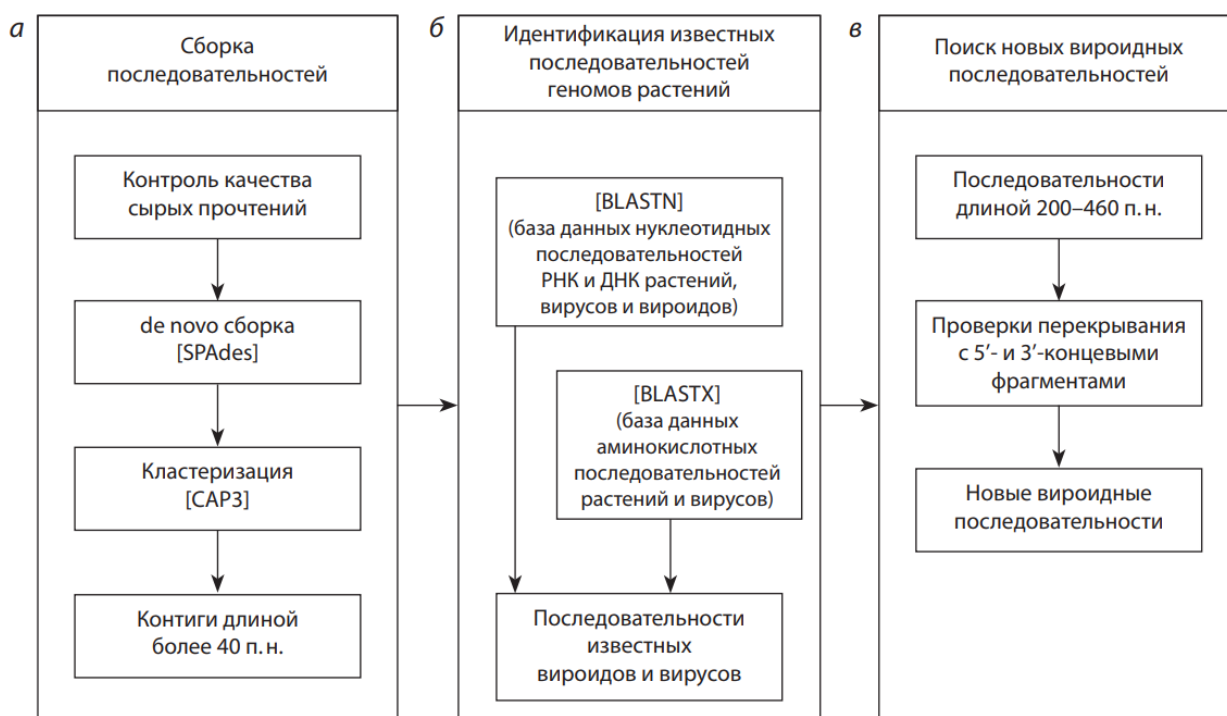 а
Сборка
последовательностей
Контроль качества
сырых прочтений
de novo сборка
[SPAdes]
Кластеризация
[CAP3]
Контиги длиной
более 40 п. н.
б
Идентификация известных
последовательностей
геномов растений
[BLASTN]
(база данных нуклеотидных
последовательностей
РНК и ДНК растений,
вирусов и вироидов)
[BLASTX]
(база данных
аминокислотных
последовательностей
растений и вирусов)
Последовательности
известных
вироидов и вирусов
в
Поиск новых вироидных
последовательностей
Последовательности
длиной 200–460 п. н.
Проверки перекрывания
с 5′- и 3′-концевыми
фрагментами
Новые вироидные
последовательности